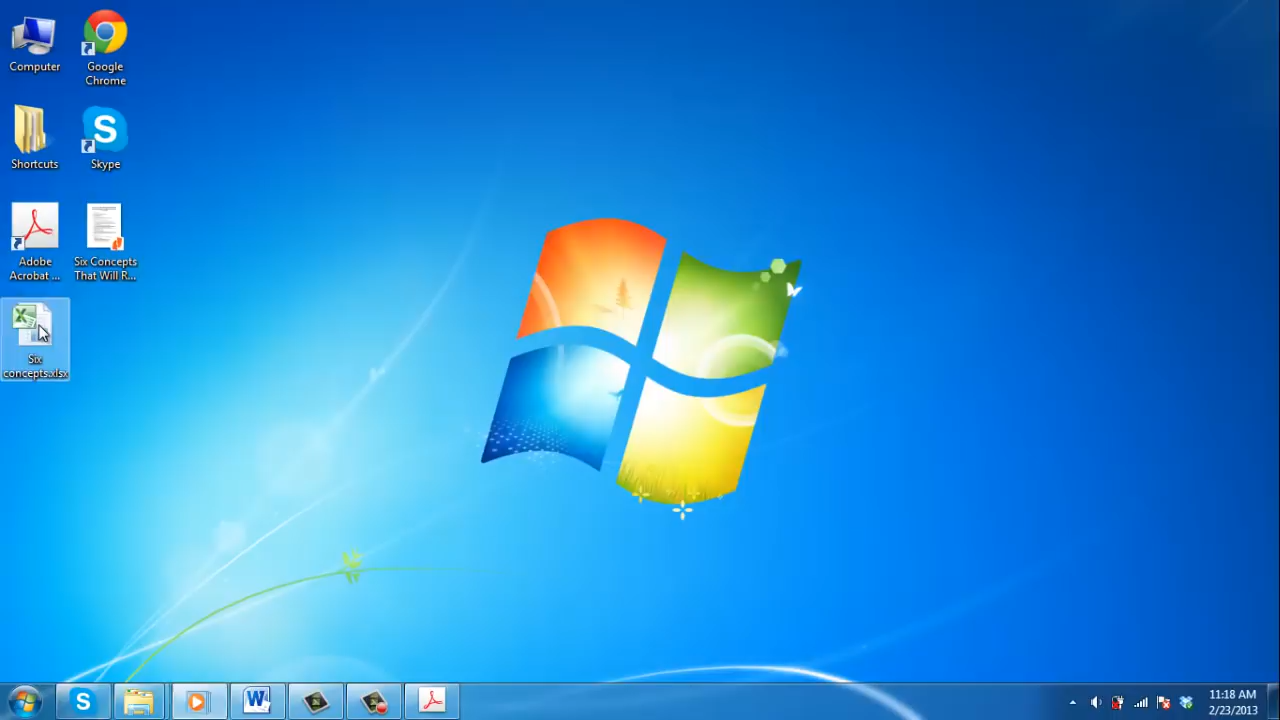 Computer
Google
Chrome
Shortcuts
Skype
Adobe
Acrobat ...
Six Concepts
That Will R...
Six
concepts.xlsx
11:18 AM
2/23/2013